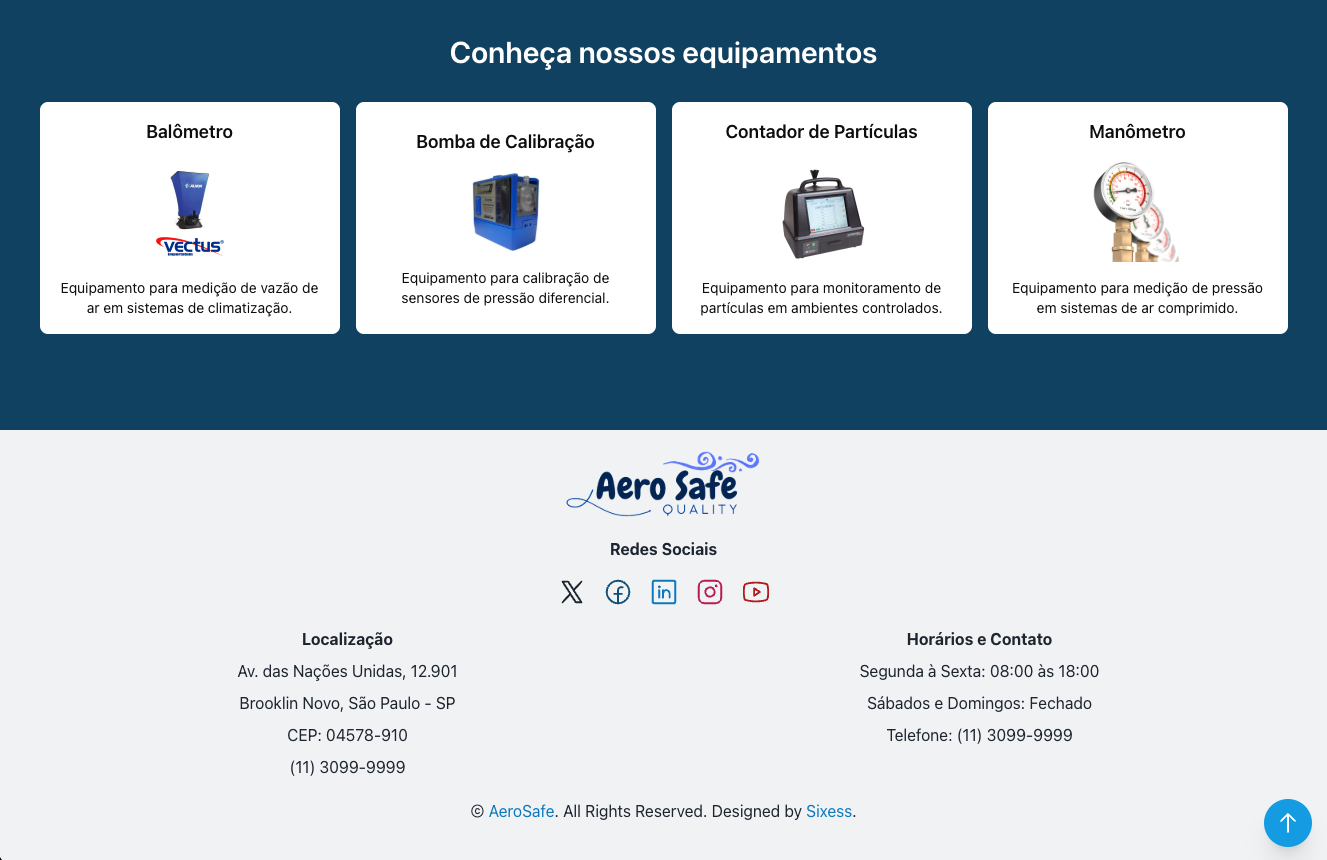 Conheça nossos equipamentos
Balômetro
Bomba de Calibração
Contador de Partículas
Manômetro
Vectus
Equipamento para medição de vazão de
ar em sistemas de climatização.
Equipamento para calibração de
sensores de pressão diferencial.
Equipamento para monitoramento de
partículas em ambientes controlados.
Equipamento para medição de pressão
em sistemas de ar comprimido.
Aero Safe
QUALITY
Redes Sociais
Localização
Av. das Nações Unidas, 12.901
Brooklin Novo, São Paulo - SP
CEP: 04578-910
(11) 3099-9999
Horários e Contato
Segunda à Sexta: 08:00 às 18:00
Sábados e Domingos: Fechado
Telefone: (11) 3099-9999
© AeroSafe. All Rights Reserved. Designed by Sixess.